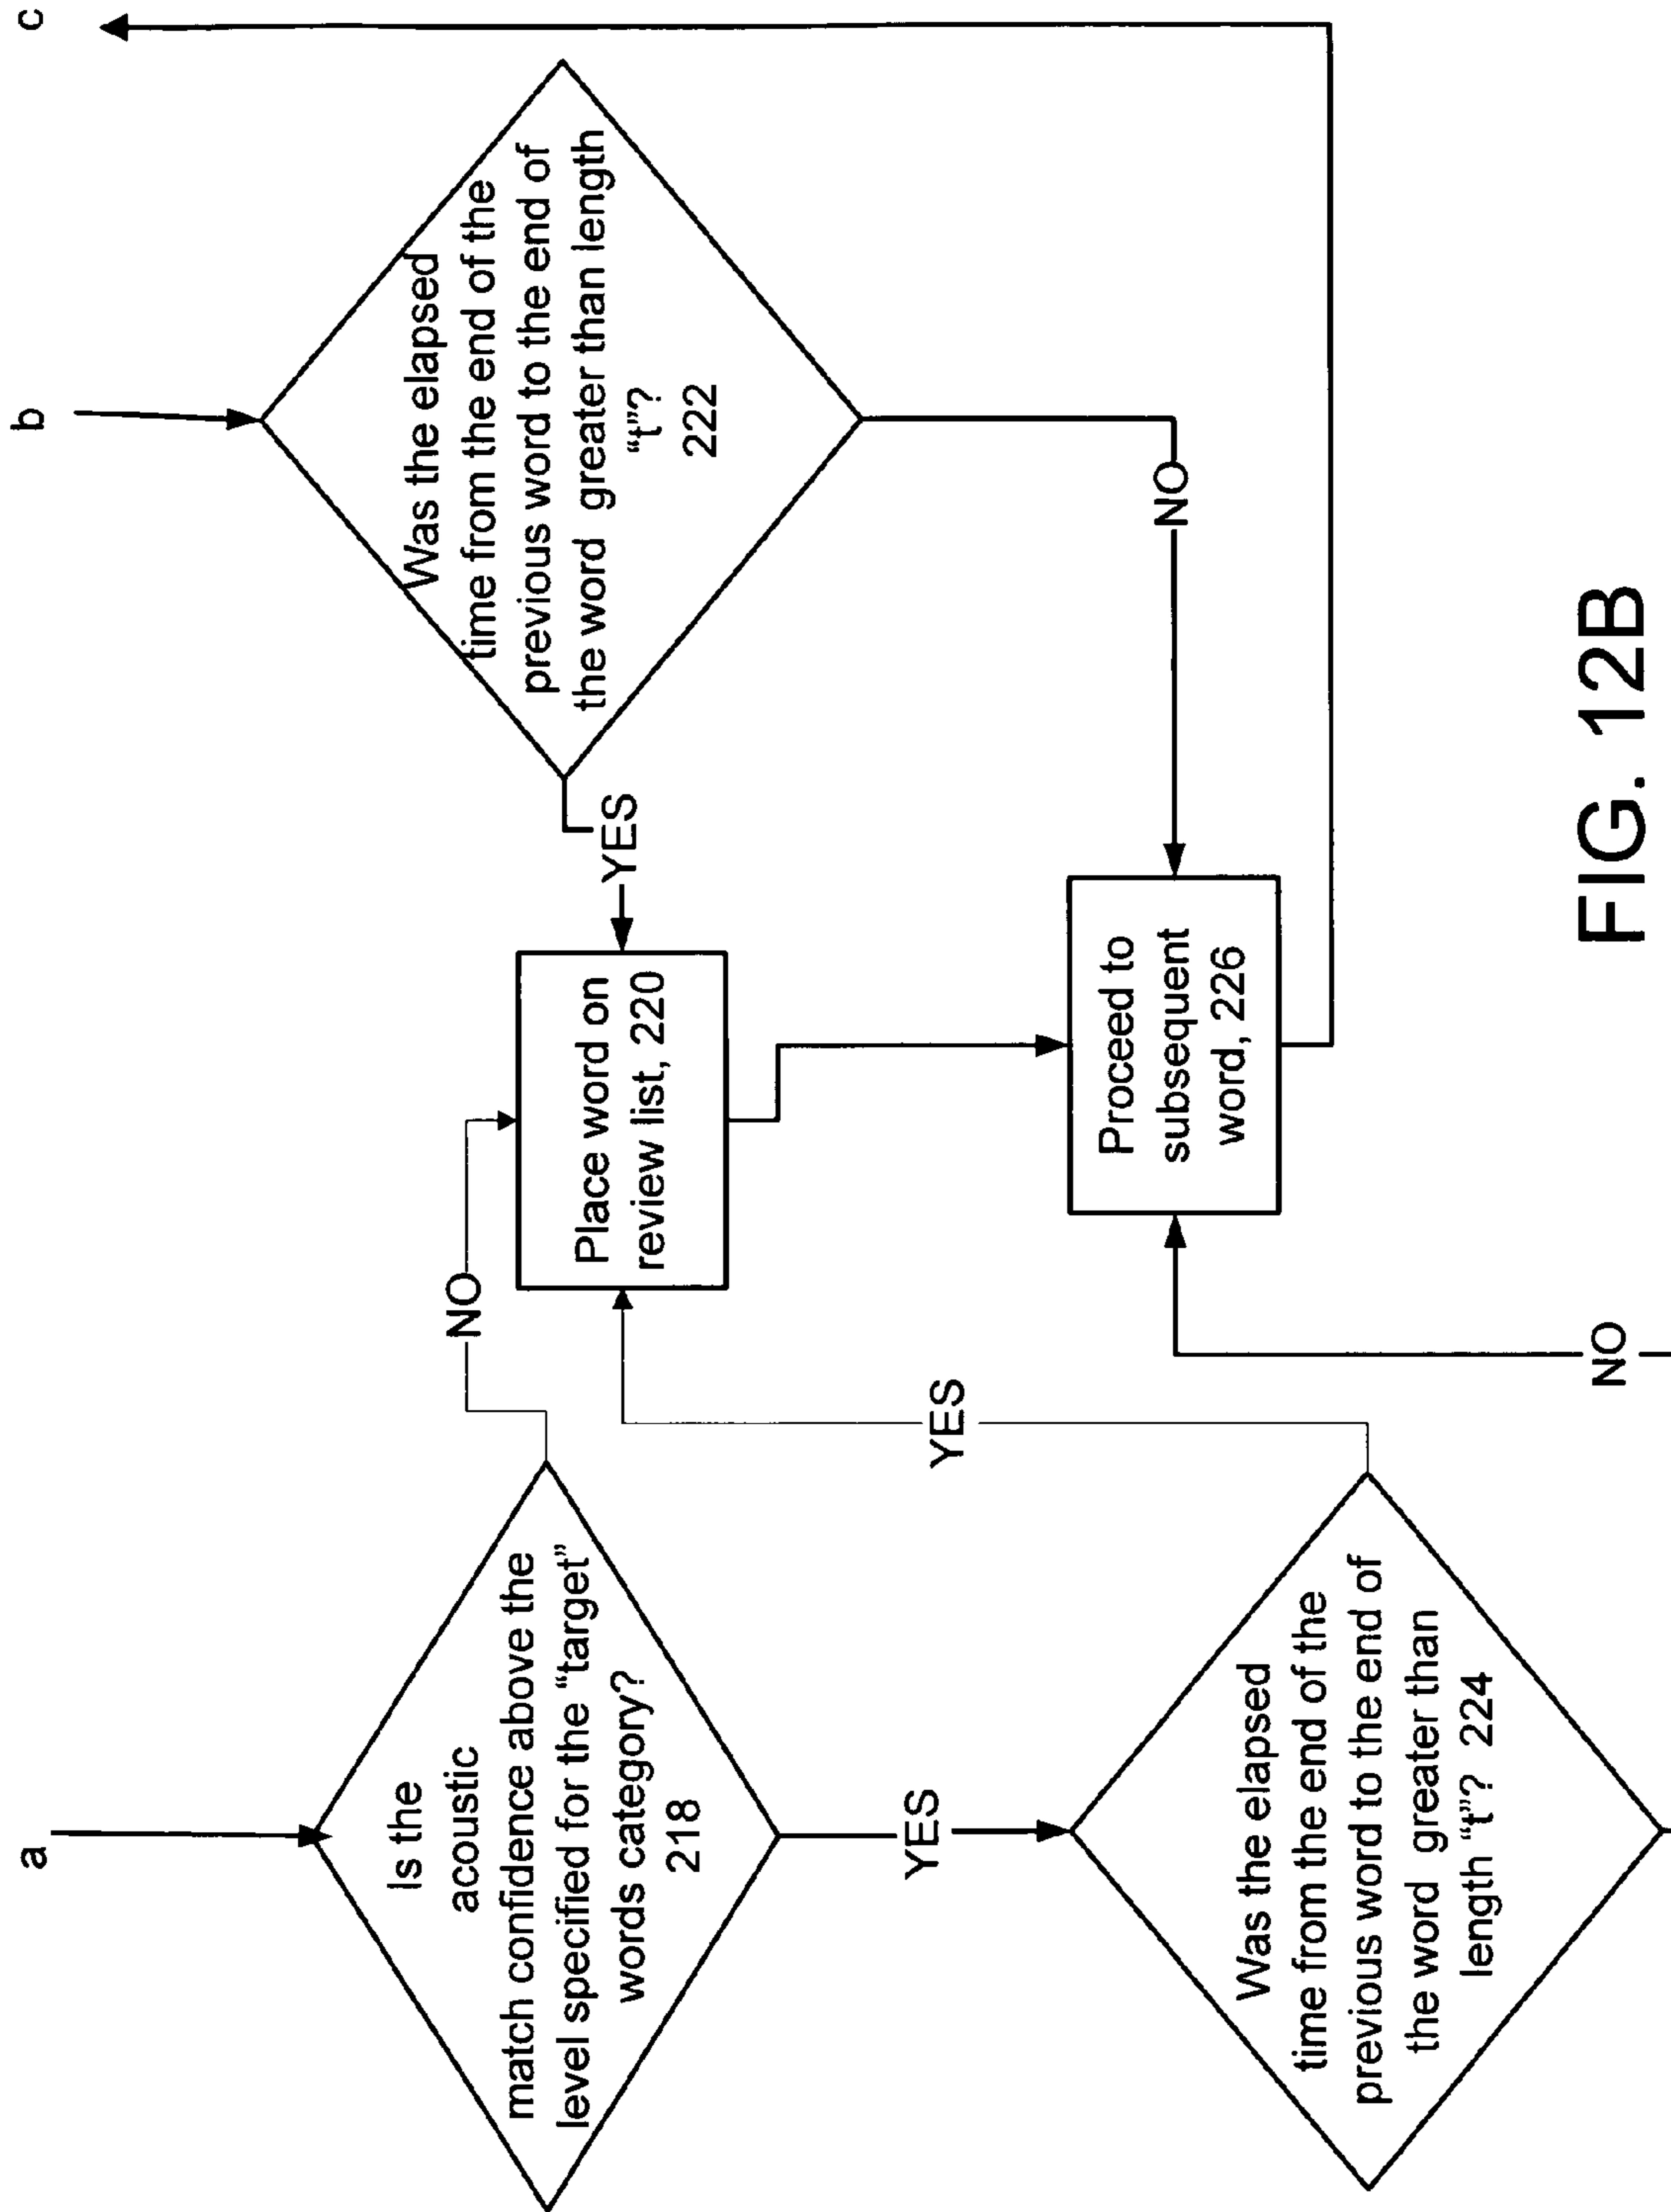 a
b
c
Is the
acoustic
match confidence above the
level specified for the “target”
words category?
218
NO
YES
Was the elapsed
time from the end of the
previous word to the end of
the word greater than
length “t”? 224
YES
NO
Place word on
review list, 220
YES
Was the elapsed
time from the end of the
previous word to the end of
the word greater than length
“t”?
222
NO
Proceed to
subsequent
word, 226
FIG. 12B